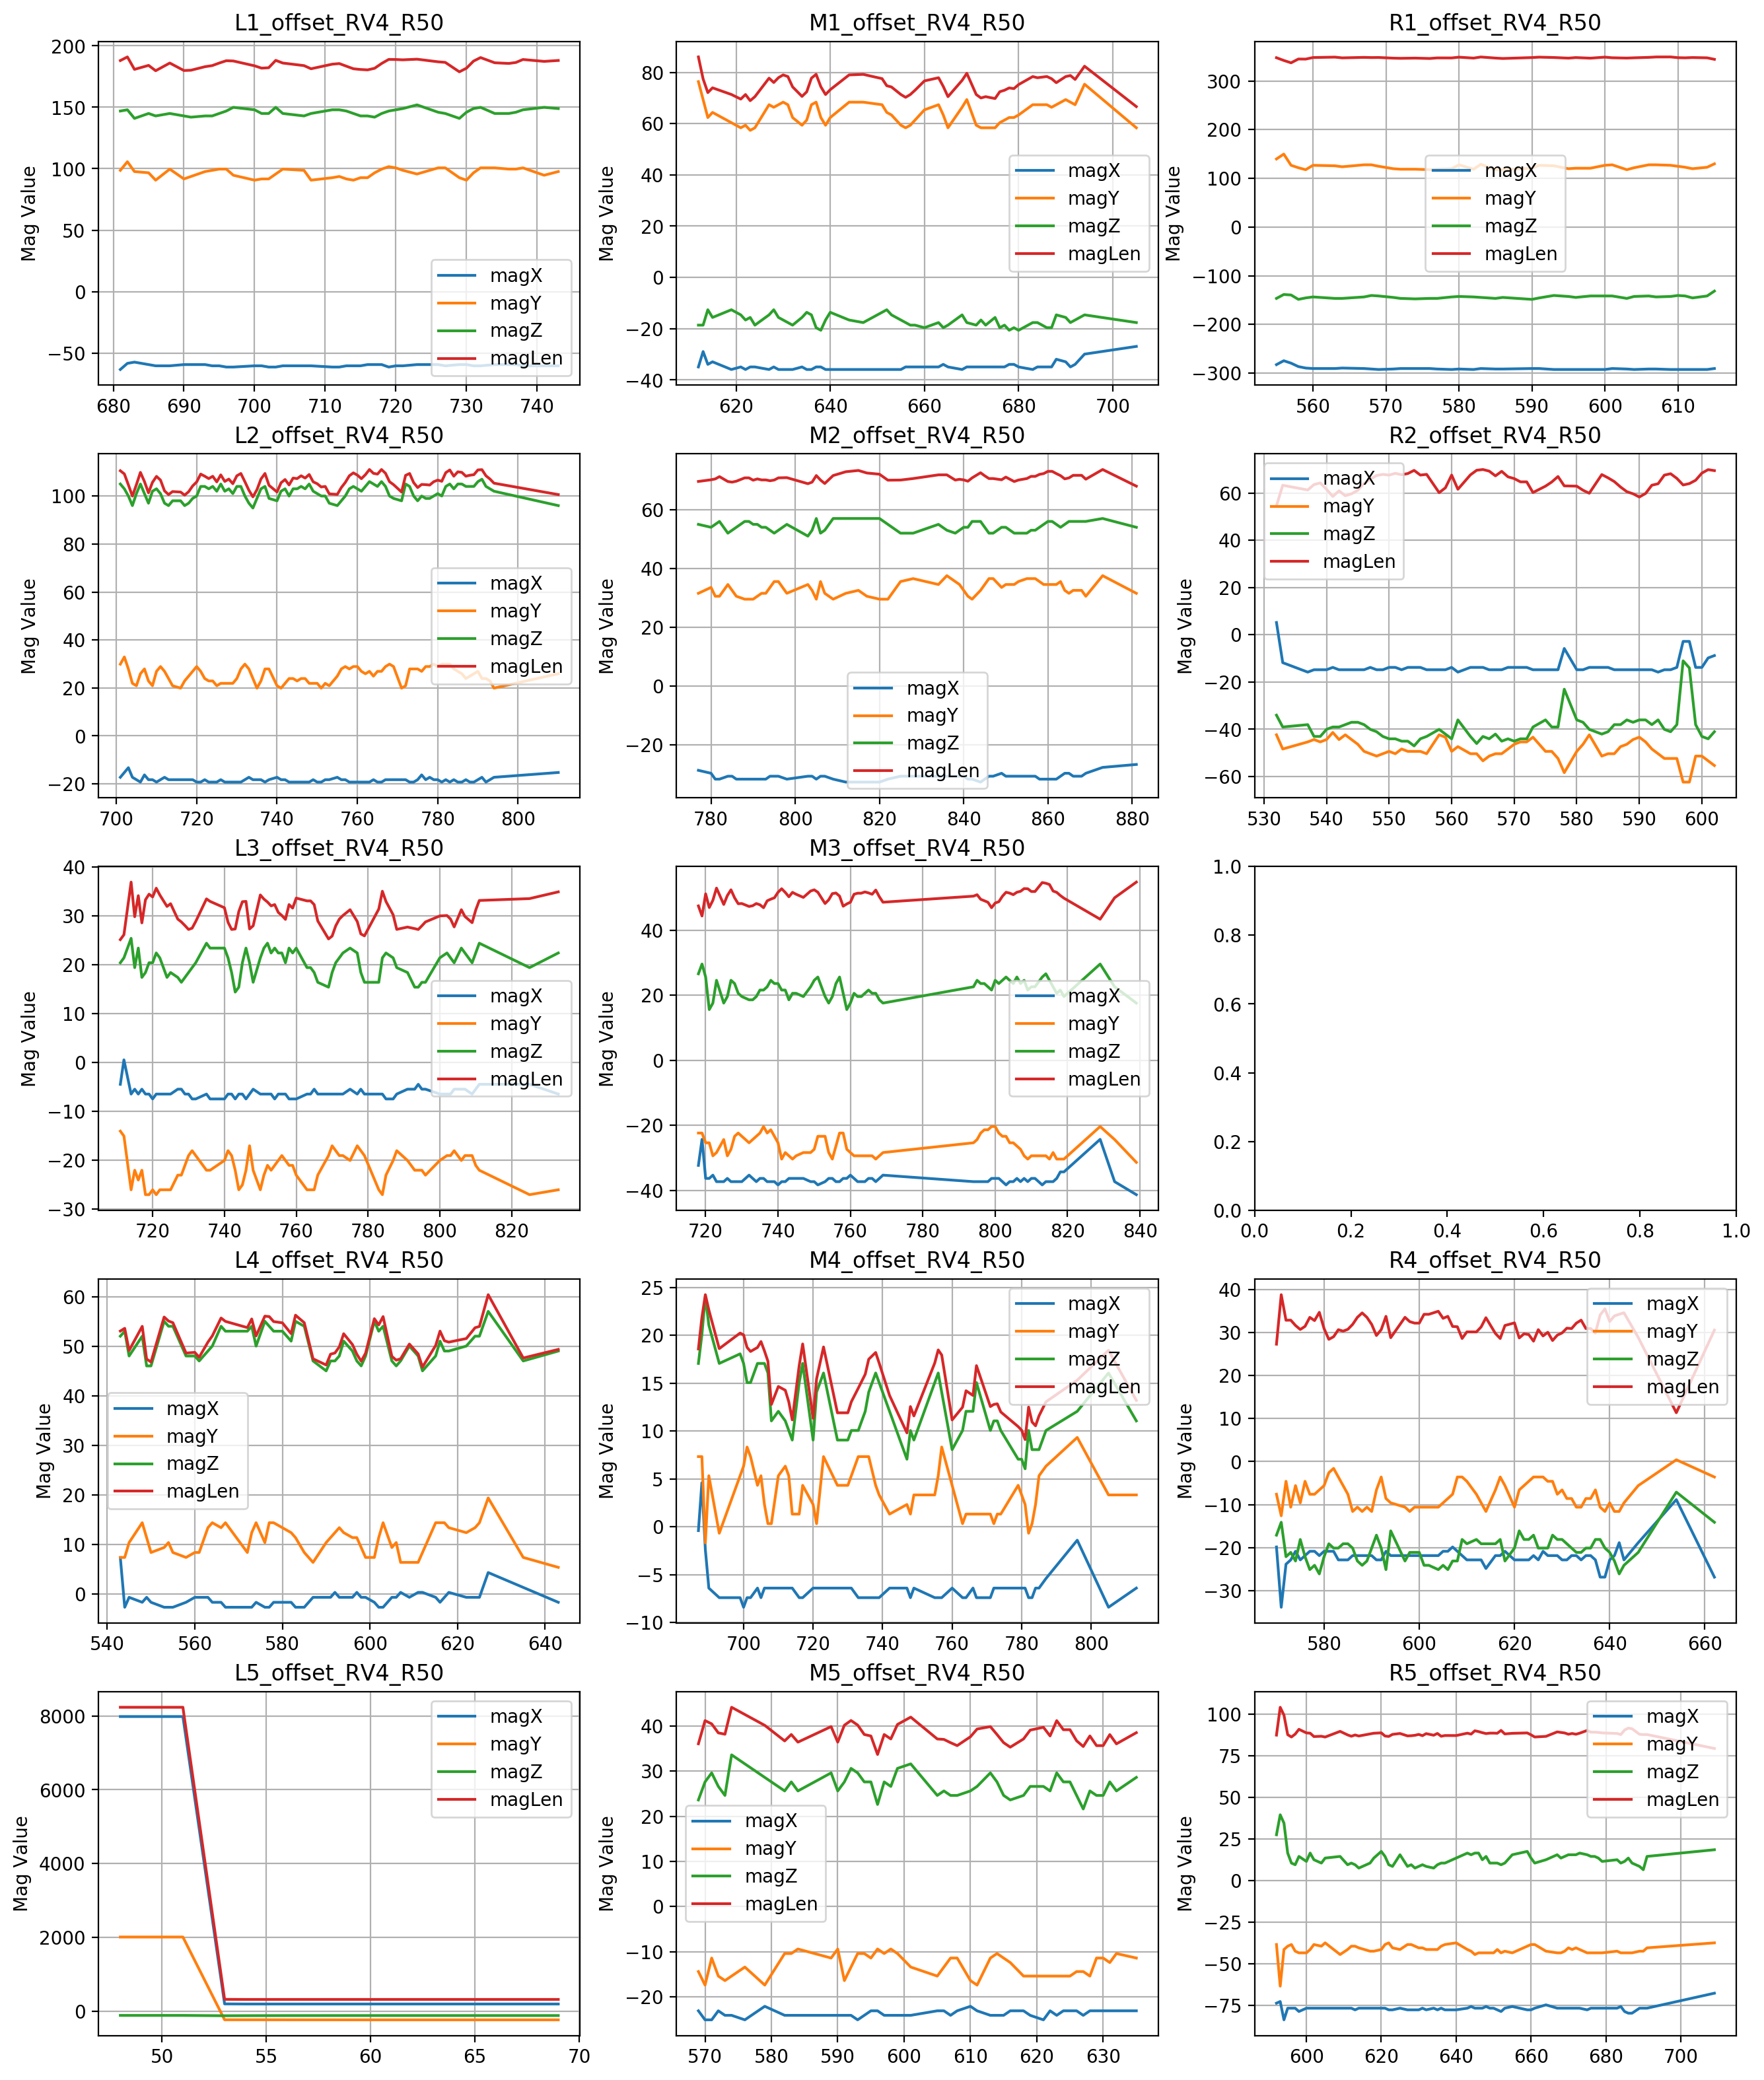 L1_offset_RV4_R50
Mag Value
200
150
100
50
0
−50
680 690 700 710 720 730 740
magX
magY
magZ
magLen
M1_offset_RV4_R50
Mag Value
80
60
40
20
0
−20
−40
620 640 660 680 700
magX
magY
magZ
magLen
R1_offset_RV4_R50
Mag Value
300
200
100
0
−100
−200
−300
560 570 580 590 600 610
magX
magY
magZ
magLen
L2_offset_RV4_R50
Mag Value
100
80
60
40
20
0
−20
700 720 740 760 780 800
magX
magY
magZ
magLen
M2_offset_RV4_R50
Mag Value
60
40
20
0
−20
780 800 820 840 860 880
magX
magY
magZ
magLen
R2_offset_RV4_R50
Mag Value
60
40
20
0
−20
−40
−60
530 540 550 560 570 580 590 600
magX
magY
magZ
magLen
L3_offset_RV4_R50
Mag Value
40
30
20
10
0
−10
−20
−30
720 740 760 780 800 820
magX
magY
magZ
magLen
M3_offset_RV4_R50
Mag Value
40
20
0
−20
−40
720 740 760 780 800 820 840
magX
magY
magZ
magLen
1.0
0.8
0.6
0.4
0.2
0.0
0.0 0.2 0.4 0.6 0.8 1.0
L4_offset_RV4_R50
Mag Value
60
50
40
30
20
10
0
540 560 580 600 620 640
magX
magY
magZ
magLen
M4_offset_RV4_R50
Mag Value
25
20
15
10
5
0
−5
−10
700 720 740 760 780 800
magX
magY
magZ
magLen
R4_offset_RV4_R50
Mag Value
40
30
20
10
0
−10
−20
−30
580 600 620 640 660
magX
magY
magZ
magLen
L5_offset_RV4_R50
Mag Value
8000
6000
4000
2000
0
50 55 60 65 70
magX
magY
magZ
magLen
M5_offset_RV4_R50
Mag Value
40
30
20
10
0
−10
−20
570 580 590 600 610 620 630
magX
magY
magZ
magLen
R5_offset_RV4_R50
Mag Value
100
75
50
25
0
−25
−50
−75
600 620 640 660 680 700
magX
magY
magZ
magLen